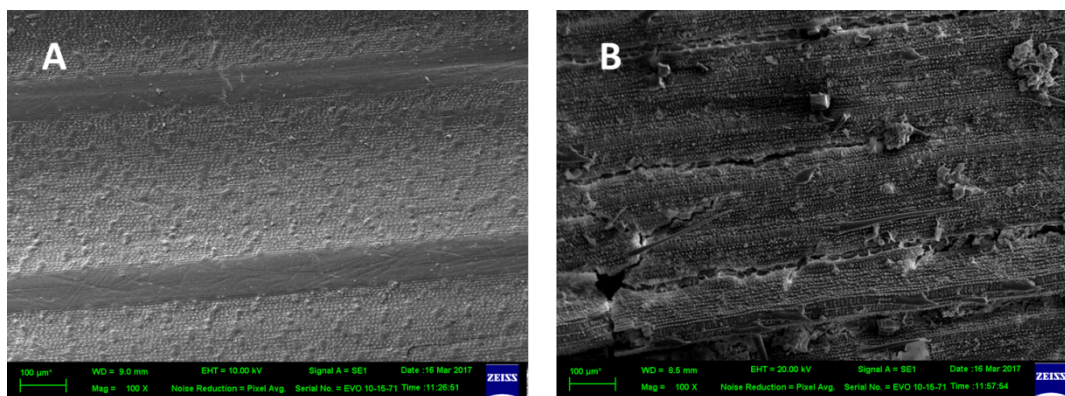 A
100 µm*
WD = 9.0 mm
EHT = 10.00 kV
Signal A = SE1
Date :16 Mar 2017
Mag = 100 X
Noise Reduction = Pixel Avg.
Serial No. = EVO 10-15-71
Time :11:26:51
ZEISS
B
100 µm*
WD = 8.5 mm
EHT = 20.00 kV
Signal A = SE1
Date :16 Mar 2017
Mag = 100 X
Noise Reduction = Pixel Avg.
Serial No. = EVO 10-15-71
Time :11:57:54
ZEISS